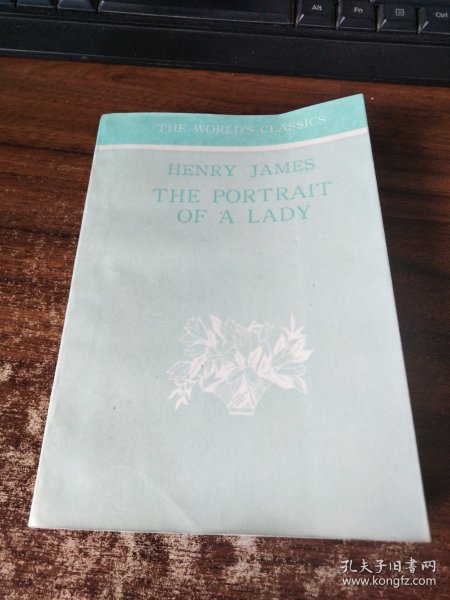 Alt
Fn
Ctrl
THE WORLD'S CLASSICS
HENRY JAMES
THE PORTRAIT
OF A LADY
孔夫子旧书网
www.kongfz.com